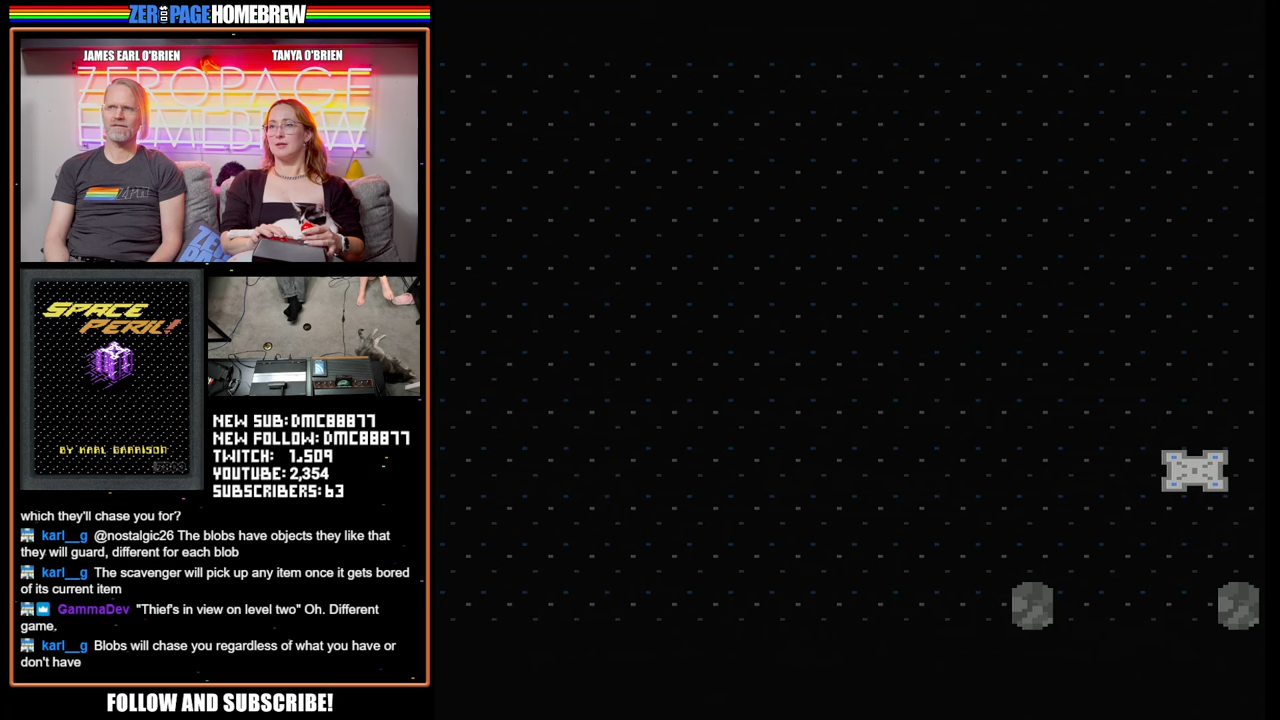 ZEROPAGE HOMEBREW
JAMES EARL O'BRIEN
TANYA O'BRIEN
ZEROPAGE
HOMEBREW
SPACE
PERIL!
BY KARL GARRISON
NEW SUB: DMC88877
NEW FOLLOW: DMC88877
TWITCH: 1,509
YOUTUBE: 2,354
SUBSCRIBERS: 63
which they'll chase you for?
karl__g @nostalgic26 The blobs have objects they like that
they will guard, different for each blob
karl__g The scavenger will pick up any item once it gets bored
of its current item
GammaDev "Thief's in view on level two" Oh. Different
game.
karl__g Blobs will chase you regardless of what you have or
don't have
FOLLOW AND SUBSCRIBE!